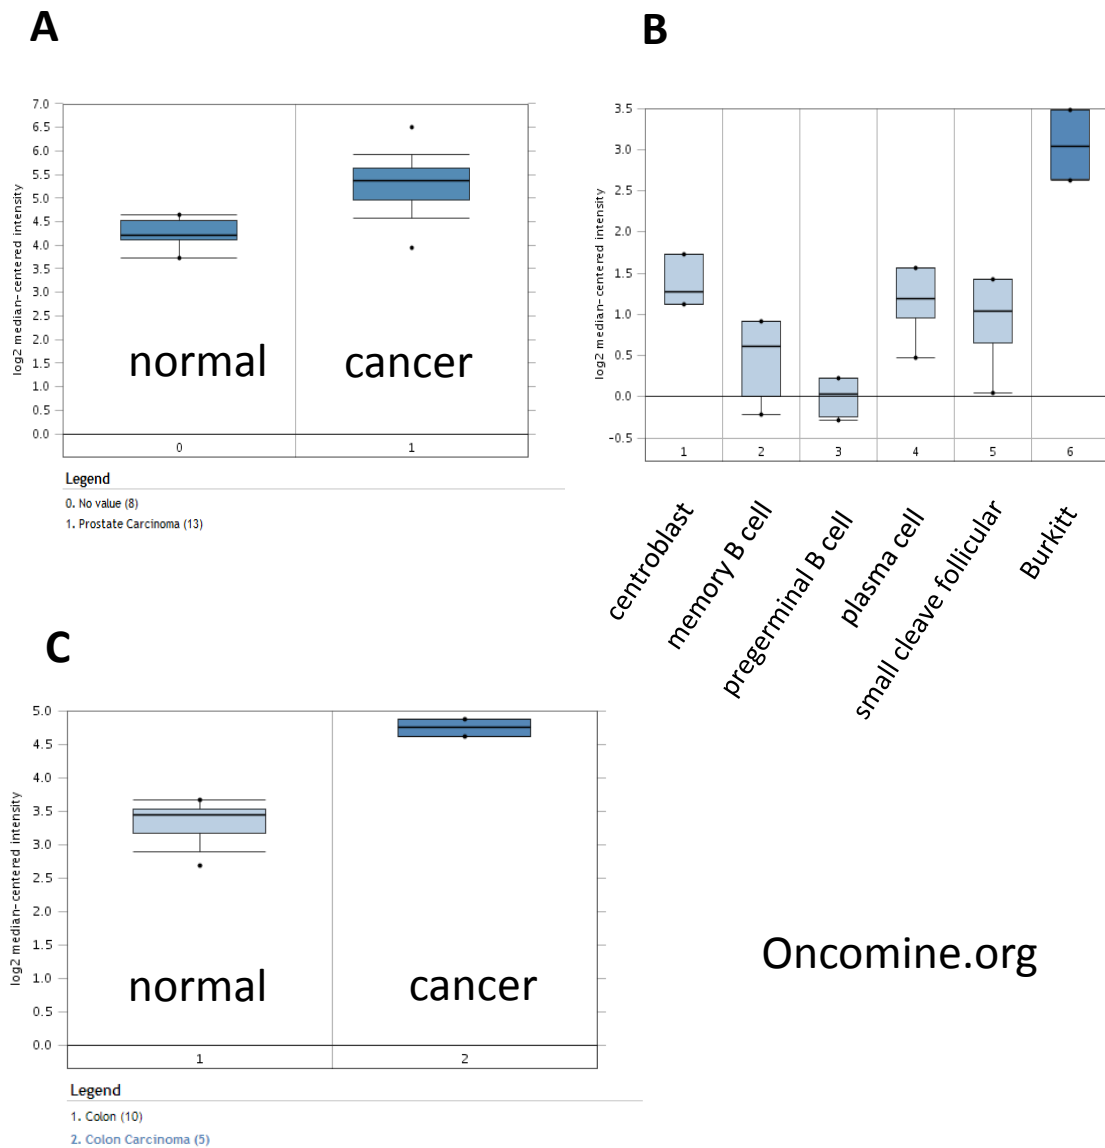 A
log2 median-centered intensity
7.0
6.5
6.0
5.5
5.0
4.5
4.0
3.5
3.0
2.5
2.0
1.5
1.0
0.5
0.0
normal
cancer
0
1
Legend
0. No value (8)
1. Prostate Carcinoma (13)
B
log2 median-centered intensity
3.5
3.0
2.5
2.0
1.5
1.0
0.5
0.0
-0.5
1
2
3
4
5
6
centroblast
memory B cell
pregerminal B cell
plasma cell
small cleave follicular
Burkitt
C
log2 median-centered intensity
5.0
4.5
4.0
3.5
3.0
2.5
2.0
1.5
1.0
0.5
0.0
normal
cancer
1
2
Legend
1. Colon (10)
2. Colon Carcinoma (5)
Oncomine.org